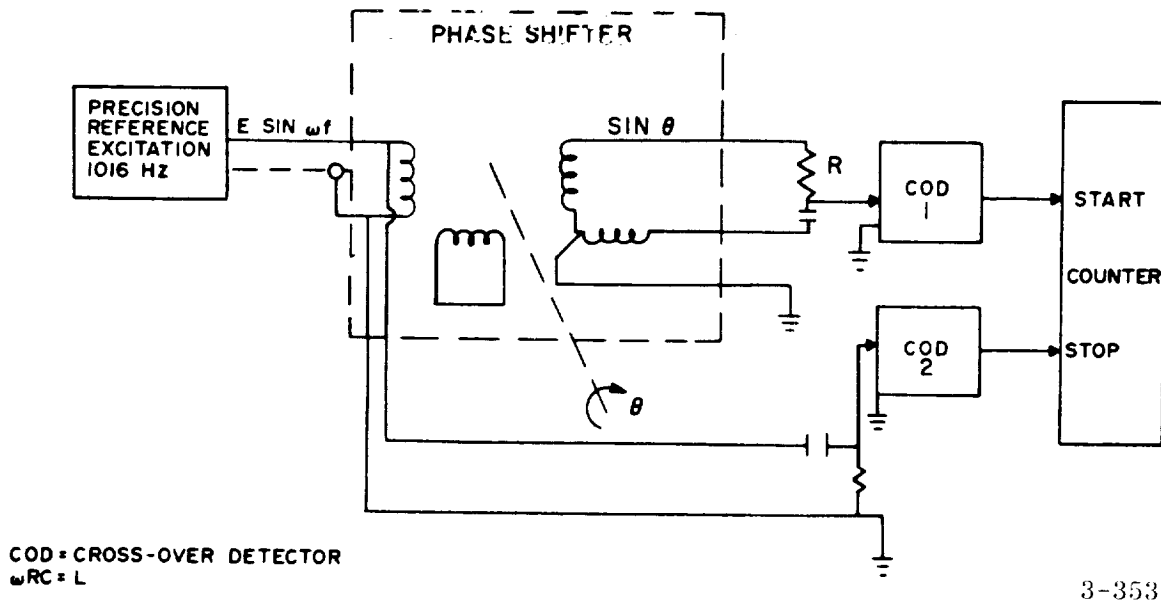 PHASE SHIFTER
PRECISION
REFERENCE
EXCITATION
1016 Hz
E SIN ωf
SIN θ
R
COD
1
START
COUNTER
COD
2
STOP
θ
COD = CROSS-OVER DETECTOR
ωRC = L
3-353